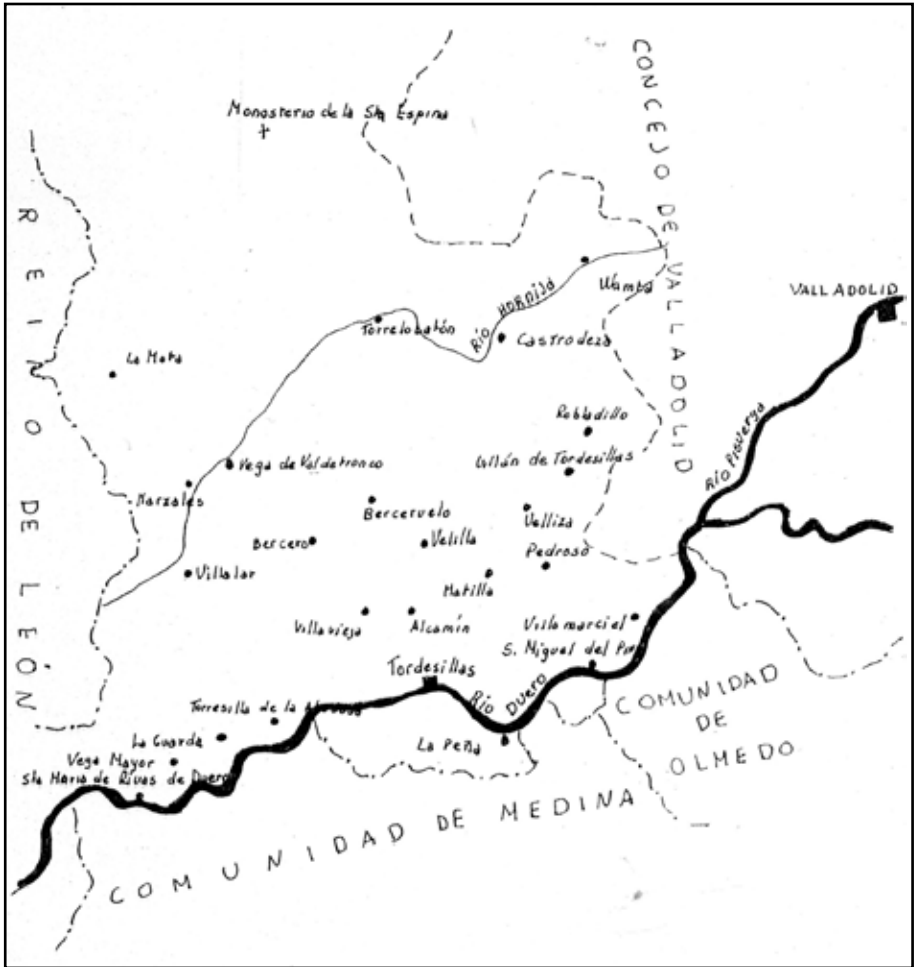 Monasterio de la Sta Espina
CONCEJO DE VALLADOLID
REINO DE LEÓN
Wamba
VALLADOLID
RÍO HORNIJA
Torrelobatón
Castrodeza
La Mota
Robladillo
RÍO PISUERGA
Vega de Valdetronco
Villán de Tordesillas
Marzales
Berceruelo
Velliza
Bercero
Velilla
Pedroso
Villalar
Matilla
Villavieja
Alcamín
Villamarciel
S. Miguel del Pino
Tordesillas
RÍO DUERO
COMUNIDAD DE OLMEDO
Torrecilla de la
La Guarda
La Peña
Vega Mayor
Sta Maria de Rivas de Duero
COMUNIDAD DE MEDINA